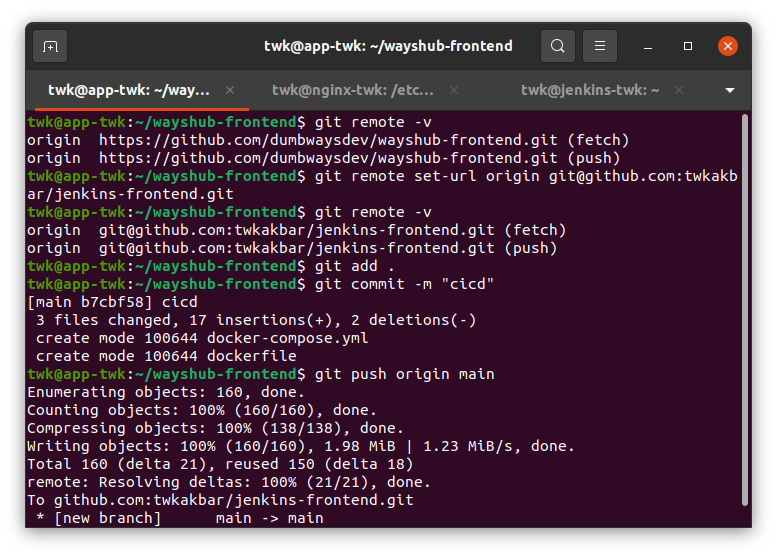 twk@app-twk: ~/wayshub-frontend
twk@app-twk: ~/way...
twk@nginx-twk: /etc...
twk@jenkins-twk: ~
twk@app-twk:~/wayshub-frontend$ git remote -v
origin  https://github.com/dumbwaysdev/wayshub-frontend.git (fetch)
origin  https://github.com/dumbwaysdev/wayshub-frontend.git (push)
twk@app-twk:~/wayshub-frontend$ git remote set-url origin git@github.com:twkakb
ar/jenkins-frontend.git
twk@app-twk:~/wayshub-frontend$ git remote -v
origin  git@github.com:twkakbar/jenkins-frontend.git (fetch)
origin  git@github.com:twkakbar/jenkins-frontend.git (push)
twk@app-twk:~/wayshub-frontend$ git add .
twk@app-twk:~/wayshub-frontend$ git commit -m "cicd"
[main b7cbf58] cicd
 3 files changed, 17 insertions(+), 2 deletions(-)
 create mode 100644 docker-compose.yml
 create mode 100644 dockerfile
twk@app-twk:~/wayshub-frontend$ git push origin main
Enumerating objects: 160, done.
Counting objects: 100% (160/160), done.
Compressing objects: 100% (138/138), done.
Writing objects: 100% (160/160), 1.98 MiB | 1.23 MiB/s, done.
Total 160 (delta 21), reused 150 (delta 18)
remote: Resolving deltas: 100% (21/21), done.
To github.com:twkakbar/jenkins-frontend.git
 * [new branch]      main -> main